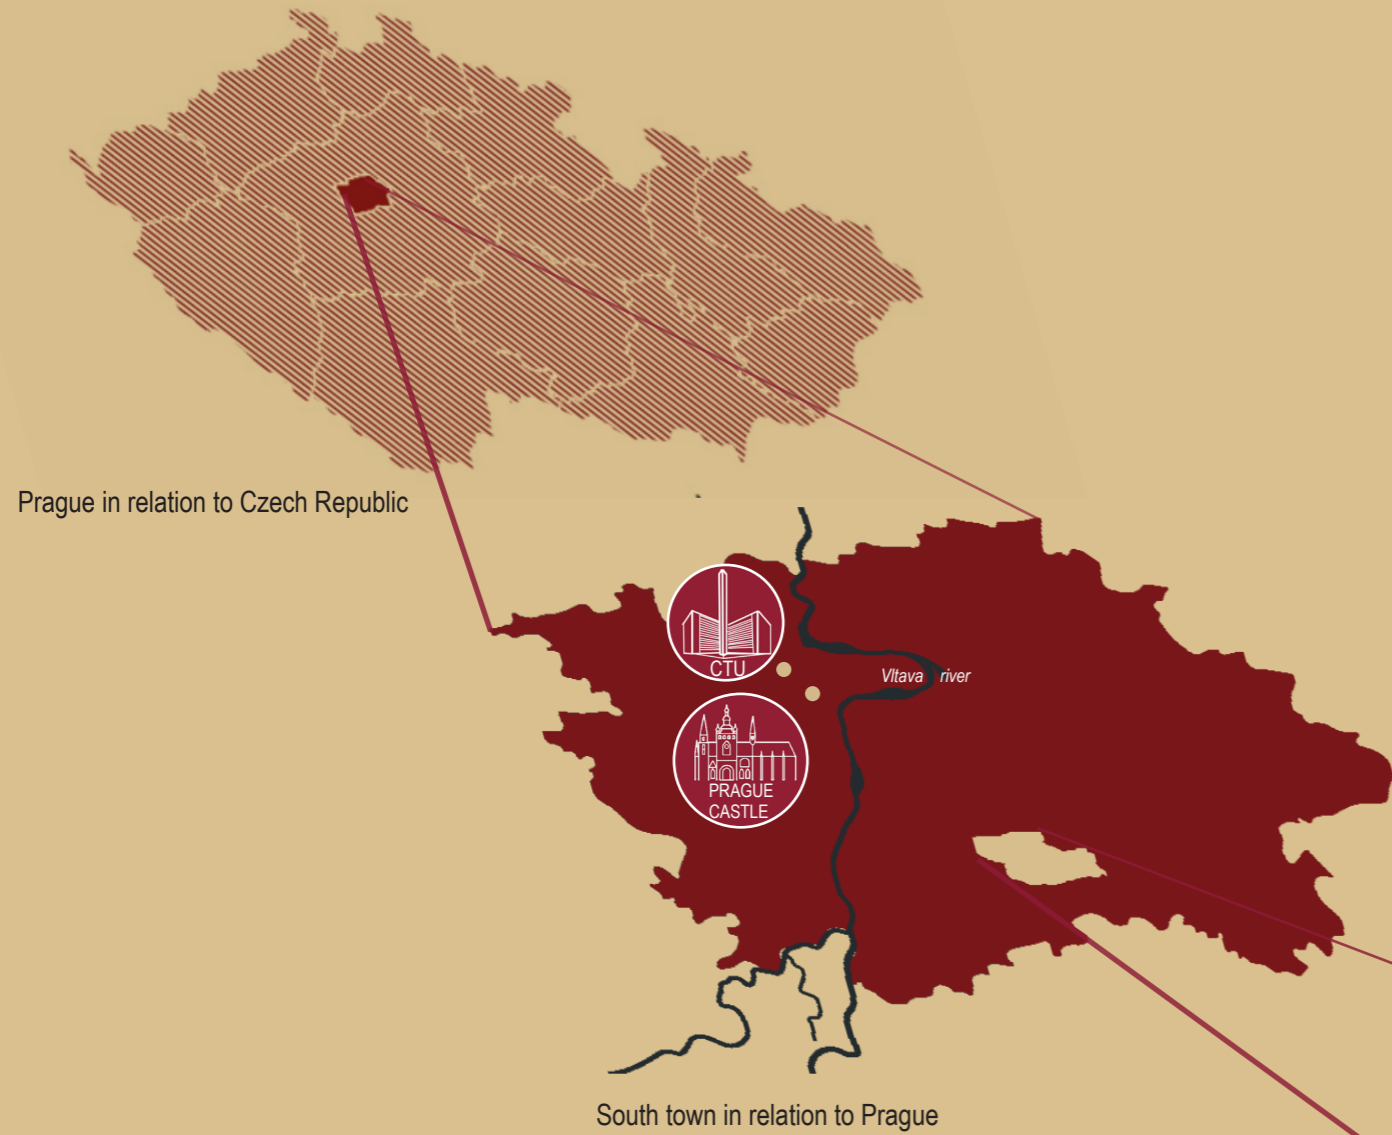 Prague in relation to Czech Republic
CTU
Vltava river
PRAGUE
CASTLE
South town in relation to Prague